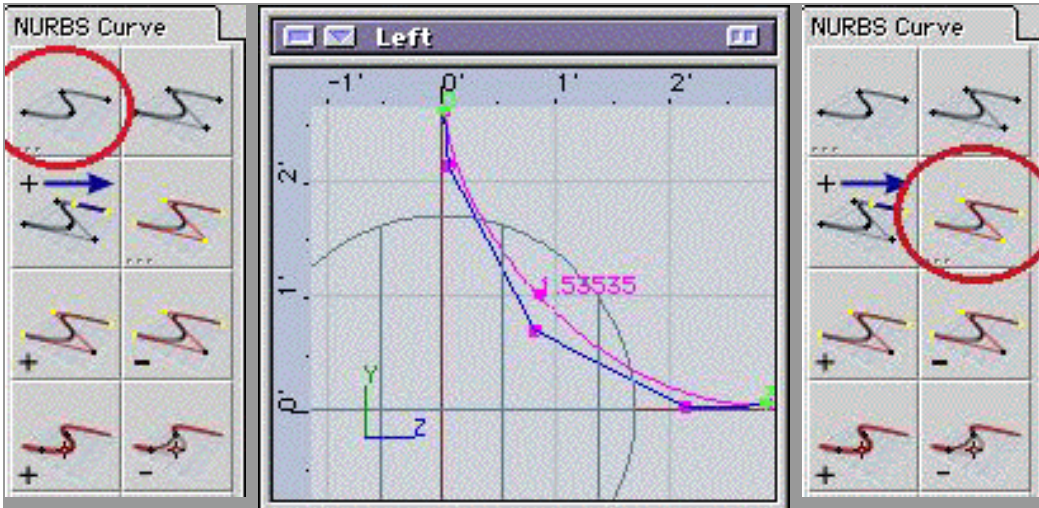 NURBS Curve
Left
-1' 0' 1' 2'
2'
1'
0'
1.53535
Y
Z
NURBS Curve